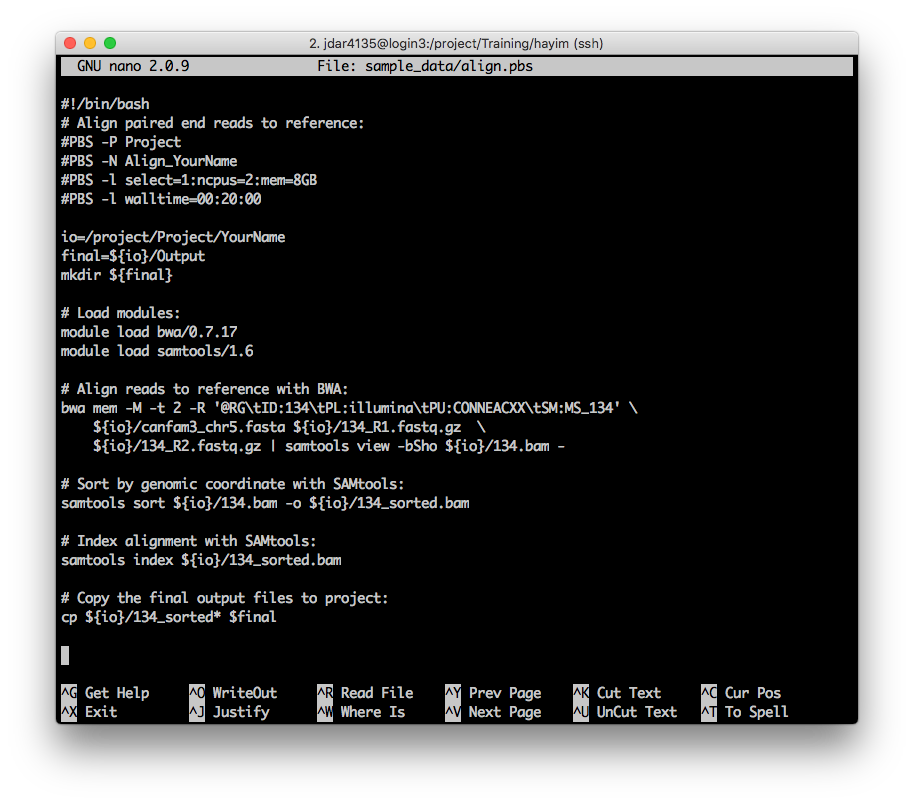 2. jdar4135@login3:/project/Training/hayim (ssh)
GNU nano 2.0.9 File: sample_data/align.pbs
#!/bin/bash
# Align paired end reads to reference:
#PBS -P Project
#PBS -N Align_YourName
#PBS -l select=1:ncpus=2:mem=8GB
#PBS -l walltime=00:20:00
io=/project/Project/YourName
final=${io}/Output
mkdir ${final}
# Load modules:
module load bwa/0.7.17
module load samtools/1.6
# Align reads to reference with BWA:
bwa mem -M -t 2 -R '@RG\tID:134\tPL:illumina\tPU:CONNEACXX\tSM:MS_134' \
${io}/canfam3_chr5.fasta ${io}/134_R1.fastq.gz \
${io}/134_R2.fastq.gz | samtools view -bSho ${io}/134.bam -
# Sort by genomic coordinate with SAMtools:
samtools sort ${io}/134.bam -o ${io}/134_sorted.bam
# Index alignment with SAMtools:
samtools index ${io}/134_sorted.bam
# Copy the final output files to project:
cp ${io}/134_sorted* $final
^G Get Help ^O WriteOut ^R Read File ^Y Prev Page ^K Cut Text ^C Cur Pos
^X Exit ^J Justify ^W Where Is ^V Next Page ^U UnCut Text ^T To Spell